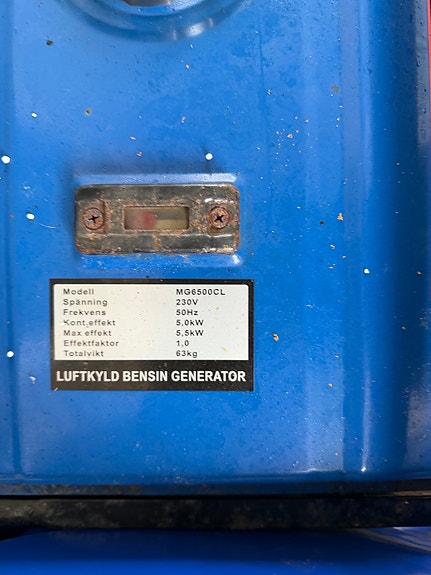 Modell MG6500CL
Spänning 230V
Frekvens 50Hz
Kont,effekt 5,0kW
Max effekt 5,5kW
Effektfaktor 1,0
Totalvikt 63kg
LUFTKYLD BENSIN GENERATOR